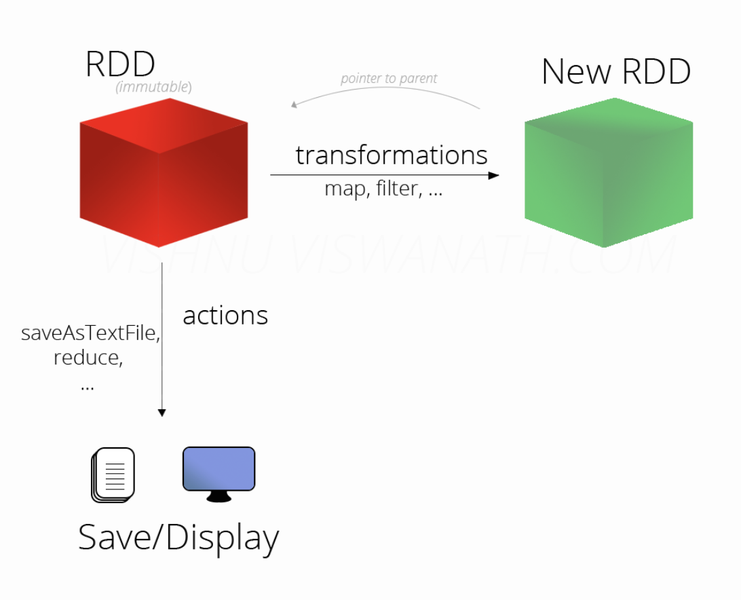 RDD
(immutable)
pointer to parent
New RDD
transformations
map, filter, ...
VISHNU VISWANATH.COM
actions
saveAsTextFile,
reduce,
...
Save/Display